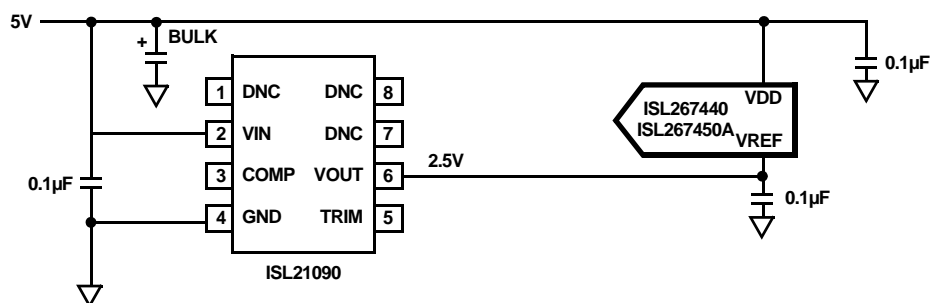 5V
+ BULK
0.1µF
1 DNC DNC 8
VDD
ISL267440
2 VIN DNC 7
ISL267450A
VREF
2.5V
3 COMP VOUT 6
0.1µF
0.1µF
4 GND TRIM 5
ISL21090